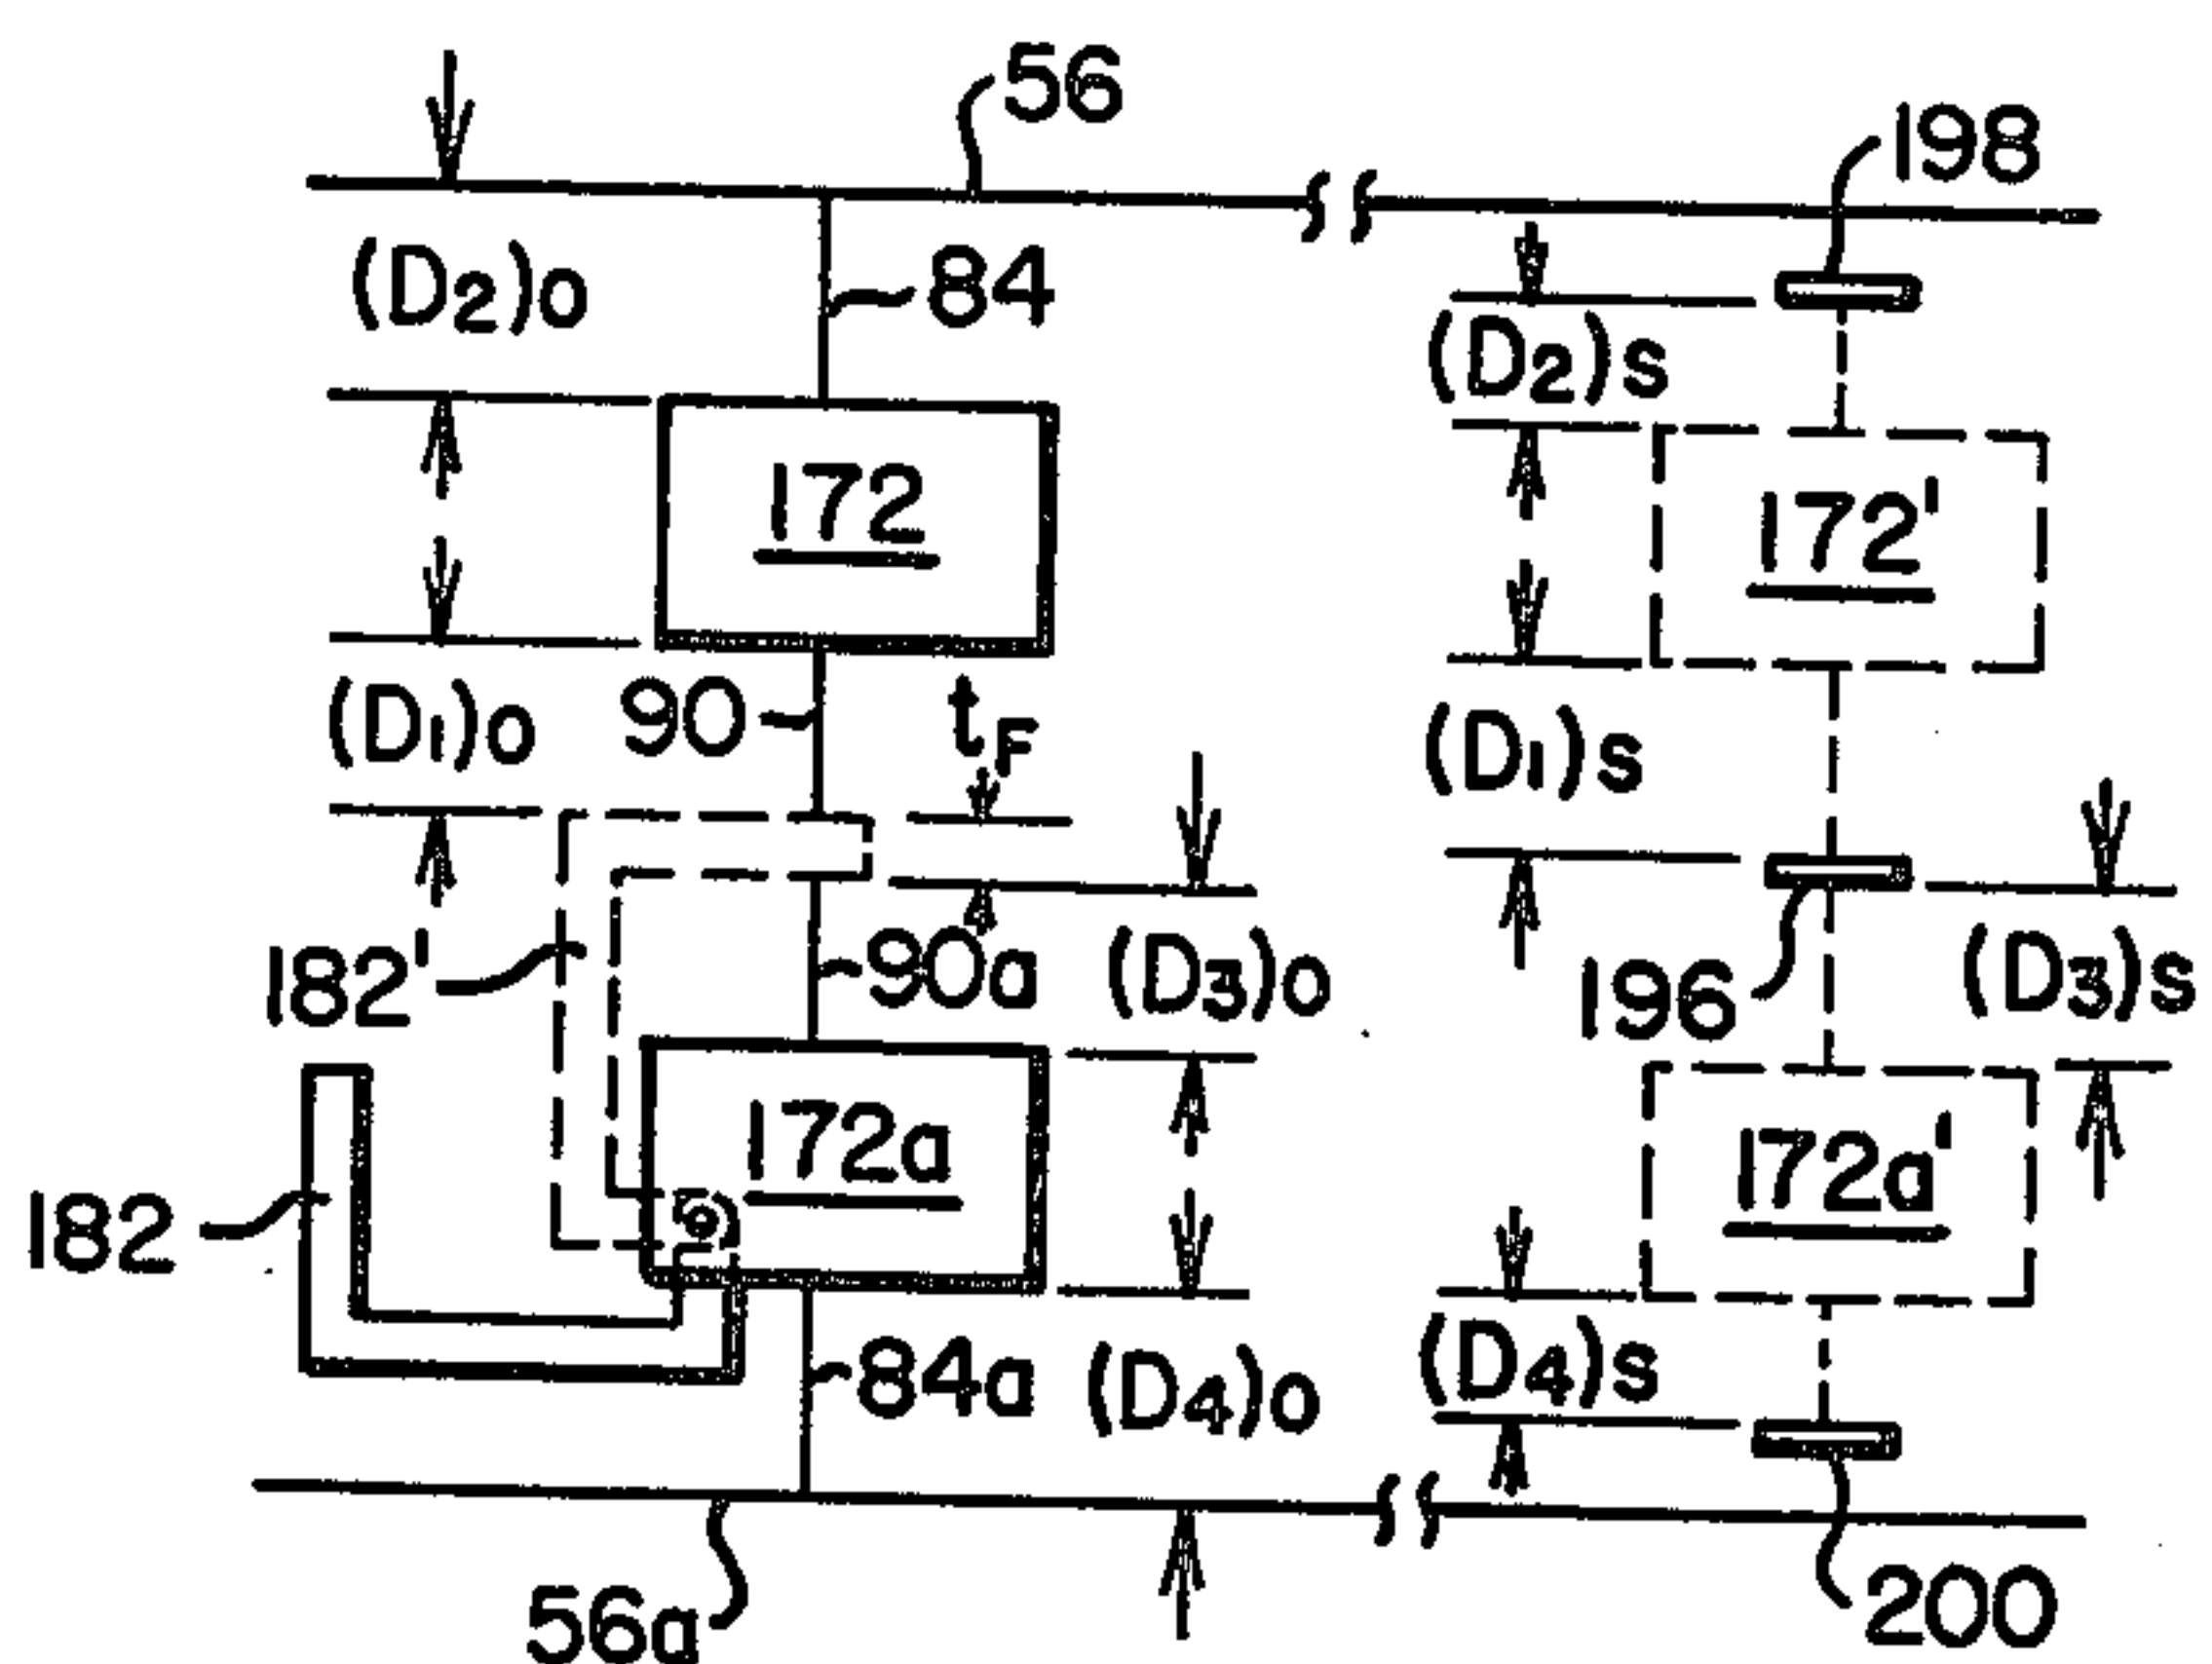 56
198
(D2)o
84
(D2)s
172
172'
(D1)o
90
tF
(D1)s
182'
90a
(D3)o
196
(D3)s
172a
172a'
182
84a
(D4)o
(D4)s
56a
200